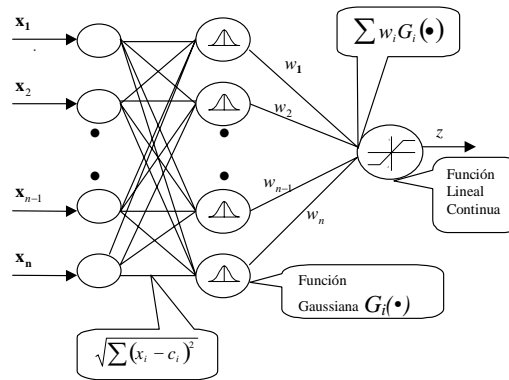 x₁
x₂
xₙ₋₁
xₙ
w₁
w₂
wₙ₋₁
wₙ
∑ wᵢGᵢ(•)
z
Función
Lineal
Continua
Función
Gaussiana Gᵢ(•)
√∑(xᵢ − cᵢ)²